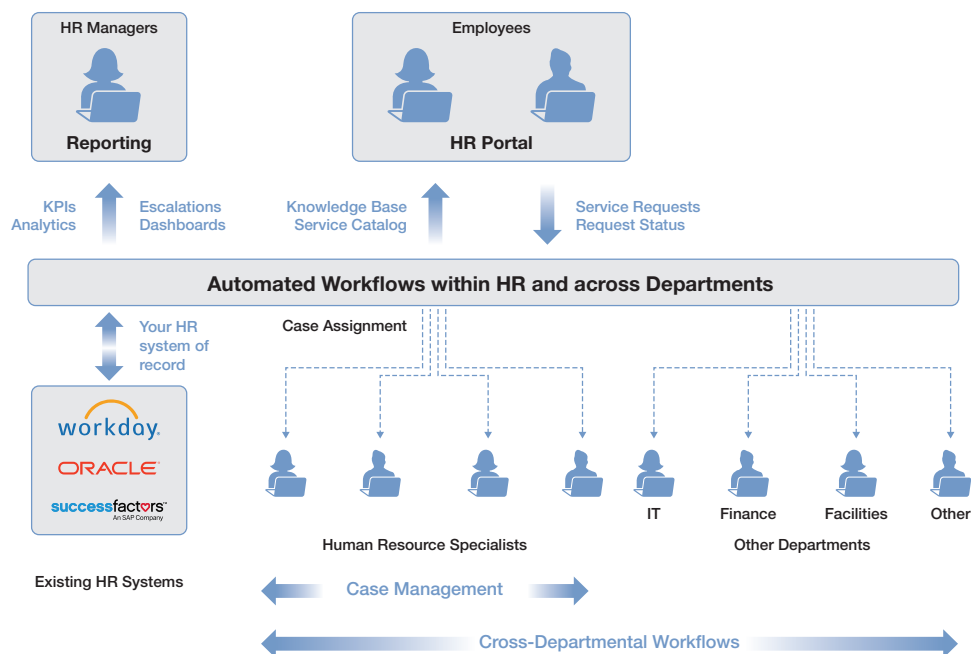 HR Managers
Reporting
Employees
HR Portal
KPIs
Analytics
Escalations
Dashboards
Knowledge Base
Service Catalog
Service Requests
Request Status
Automated Workflows within HR and across Departments
Your HR
system of
record
Case Assignment
workday®
ORACLE™
successfactors™
An SAP Company
Existing HR Systems
Human Resource Specialists
IT
Finance
Facilities
Other
Other Departments
Case Management
Cross-Departmental Workflows